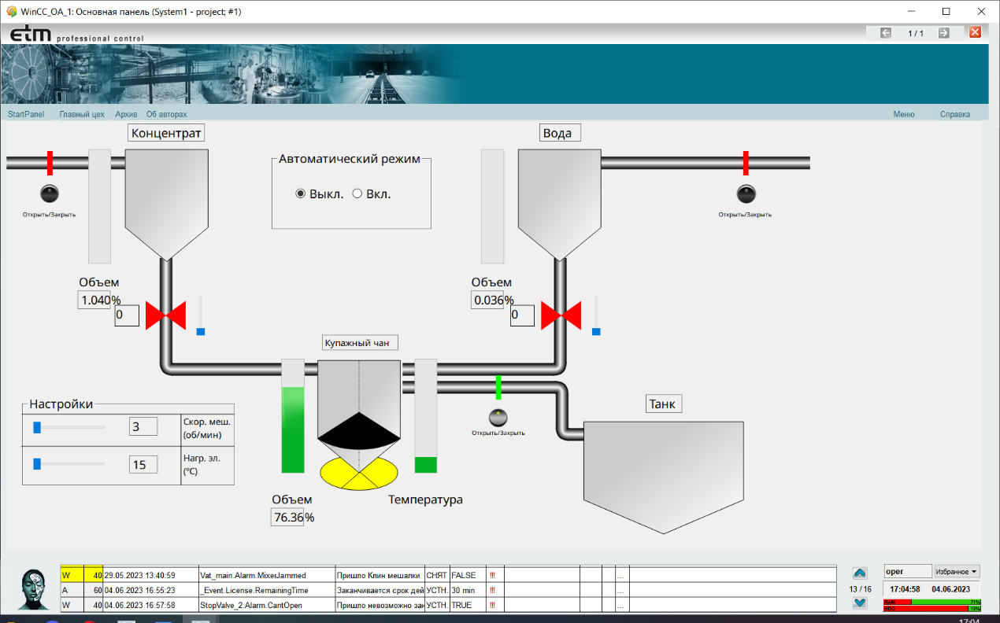 WinCC_OA_1: Основная панель (System1 - project; #1)
etm professional control
1 / 1
StartPanel Главный цех Архив Об авторах Меню Справка
Концентрат
Вода
Автоматический режим
Выкл. Вкл.
Открыть/Закрыть
Открыть/Закрыть
Объем
1.040%
0
Объем
0.036%
0
Купажный чан
Настройки
3
Скор. меш.
(об/мин)
15
Нагр. эл.
(°C)
Открыть/Закрыть
Танк
Объем
76.36%
Температура
W 40 29.05.2023 13:40:59 Vat_main.Alarm.MixerJammed Пришло Клин мешалки СНЯТ FALSE !!! ...
A 60 04.06.2023 16:55:23 _Event.License.RemainingTime Заканчивается срок дей УСТН. 30 min ...
W 40 04.06.2023 16:57:58 StopValve_2.Alarm.CantOpen Пришло невозможно за УСТН. TRUE !!! ...
13 / 16
oper Избранное
17:04:58 04.06.2023
RAM 71%
HDD 13%
17:04